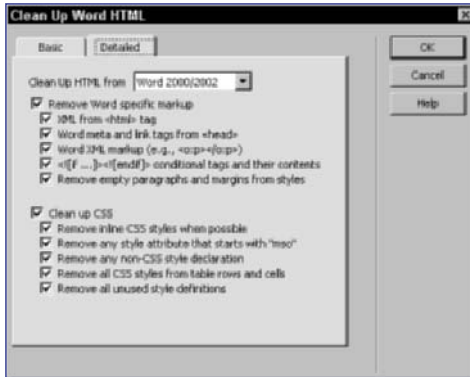 Clean Up Word HTML
Basic
Detailed
OK
Cancel
Help
Clean Up HTML from Word 2000/2002
Remove Word specific markup
XML from <html> tag
Word meta and link tags from <head>
Word XML markup (e.g., <o:p></o:p>)
<![if ...]><![endif]> conditional tags and their contents
Remove empty paragraphs and margins from styles
Clean up CSS
Remove inline CSS styles when possible
Remove any style attribute that starts with "mso"
Remove any non-CSS style declaration
Remove all CSS styles from table rows and cells
Remove all unused style definitions